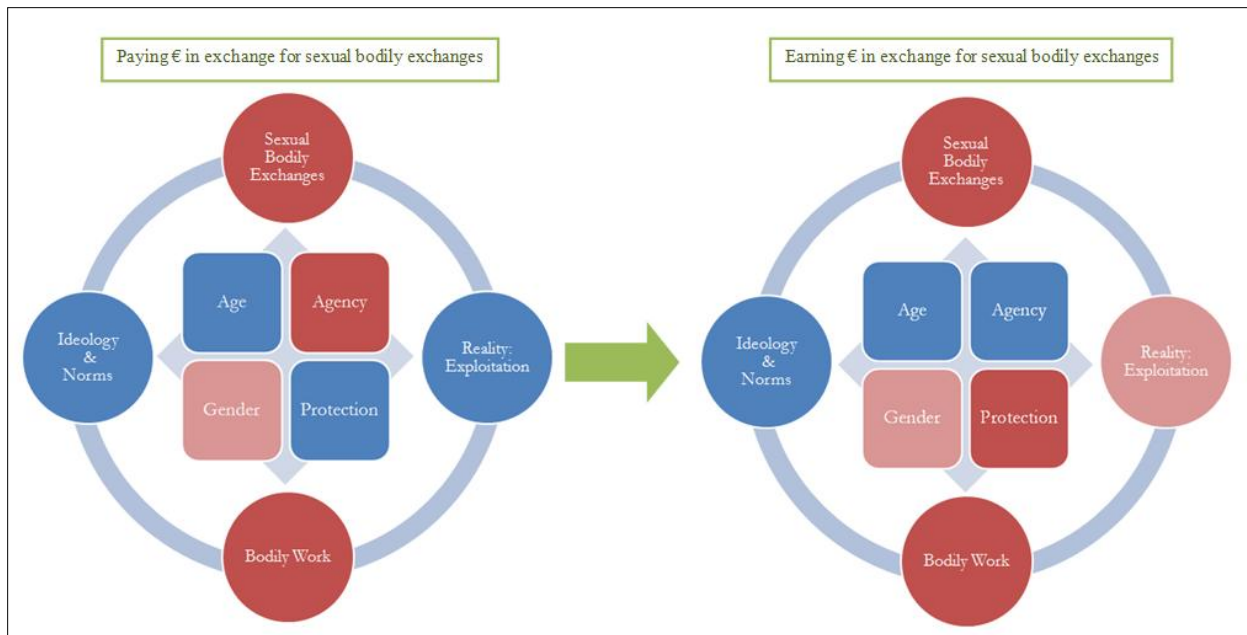 Paying € in exchange for sexual bodily exchanges
Sexual
Bodily
Exchanges
Age
Agency
Ideology
&
Norms
Reality:
Exploitation
Gender
Protection
Bodily Work
Earning € in exchange for sexual bodily exchanges
Sexual
Bodily
Exchanges
Age
Agency
Ideology
&
Norms
Reality:
Exploitation
Gender
Protection
Bodily Work